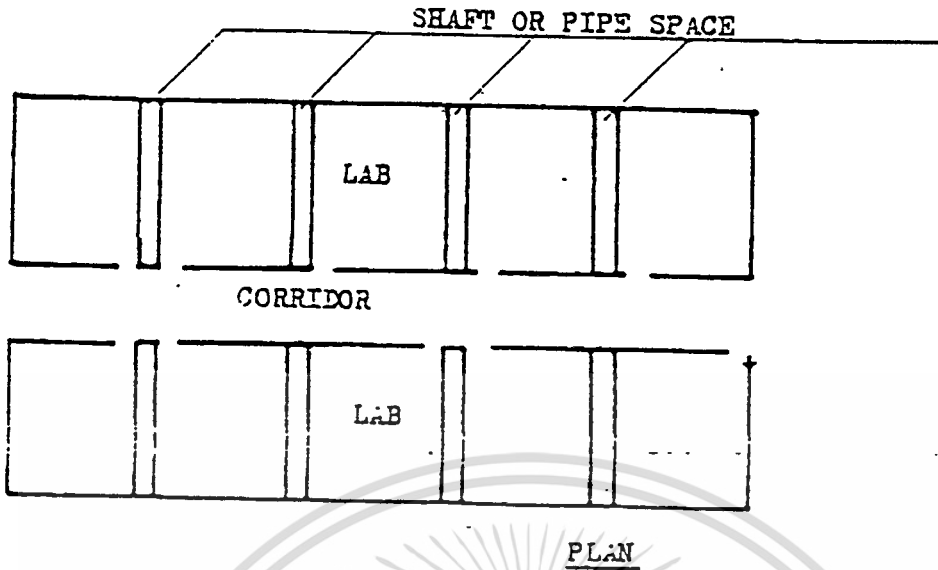 SHAFT OR PIPE SPACE
LAB
CORRIDOR
LAB
PLAN